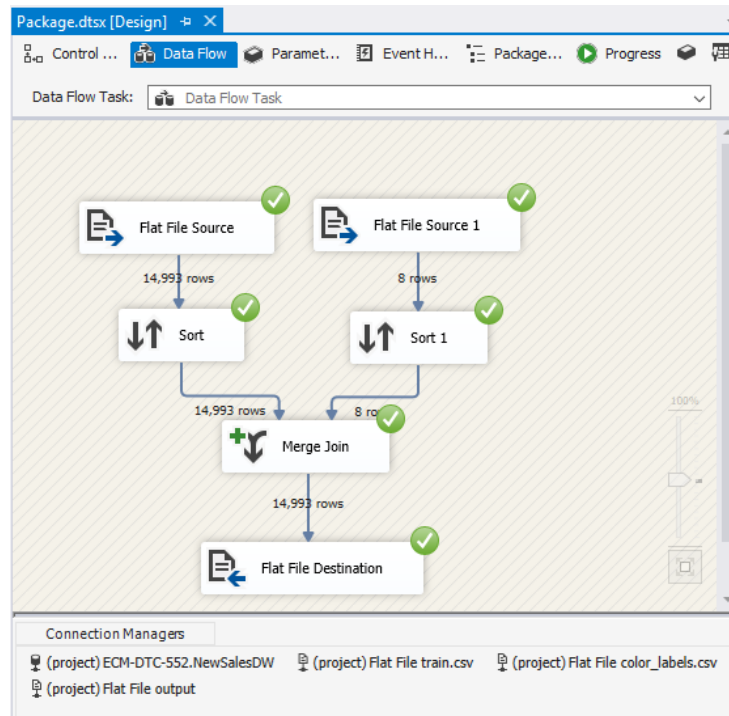 Package.dtsx [Design]
Control ... Data Flow Paramet... Event H... Package... Progress
Data Flow Task: Data Flow Task
Flat File Source
Flat File Source 1
14,993 rows
8 rows
Sort
Sort 1
14,993 rows
8 ro
100%
Merge Join
14,993 rows
Flat File Destination
Connection Managers
(project) ECM-DTC-552.NewSalesDW (project) Flat File train.csv (project) Flat File color_labels.csv
(project) Flat File output